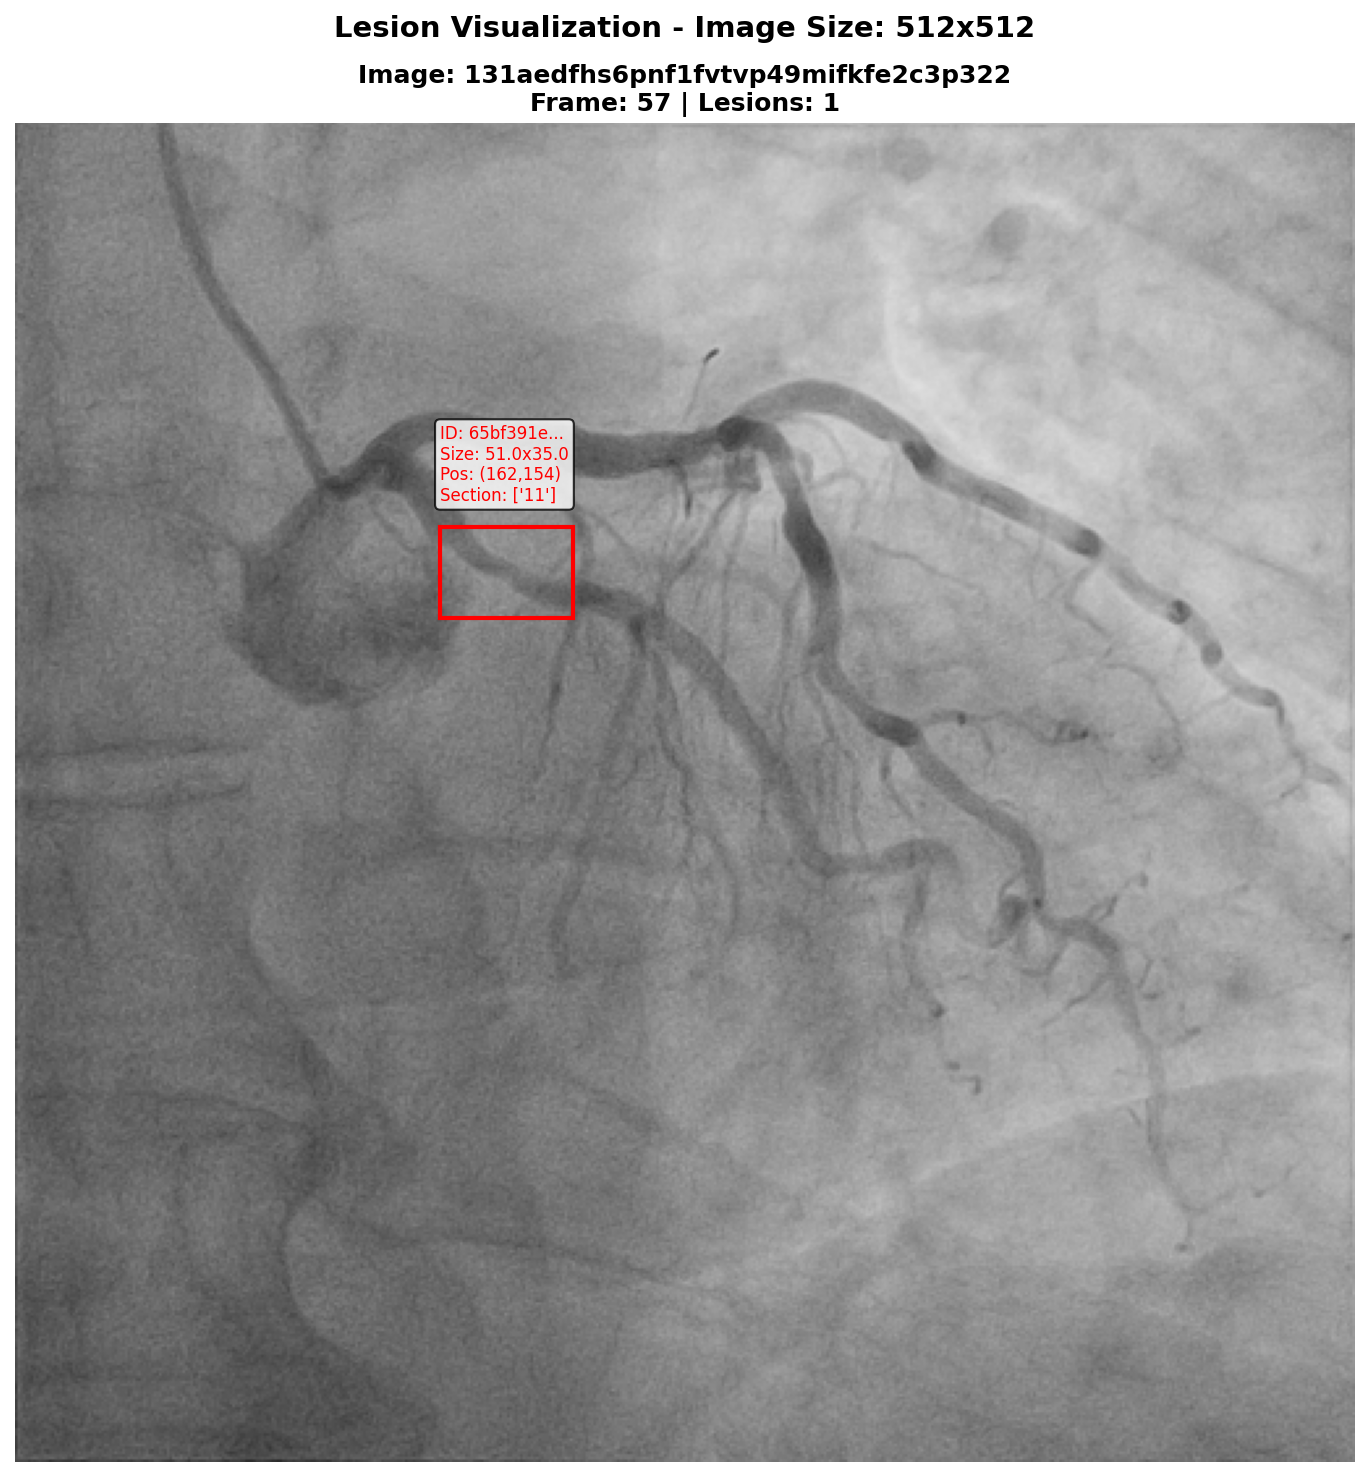 Lesion Visualization - Image Size: 512x512
Image: 131aedfhs6pnf1fvtvp49mifkfe2c3p322
Frame: 57 | Lesions: 1
ID: 65bf391e...
Size: 51.0x35.0
Pos: (162,154)
Section: ['11']